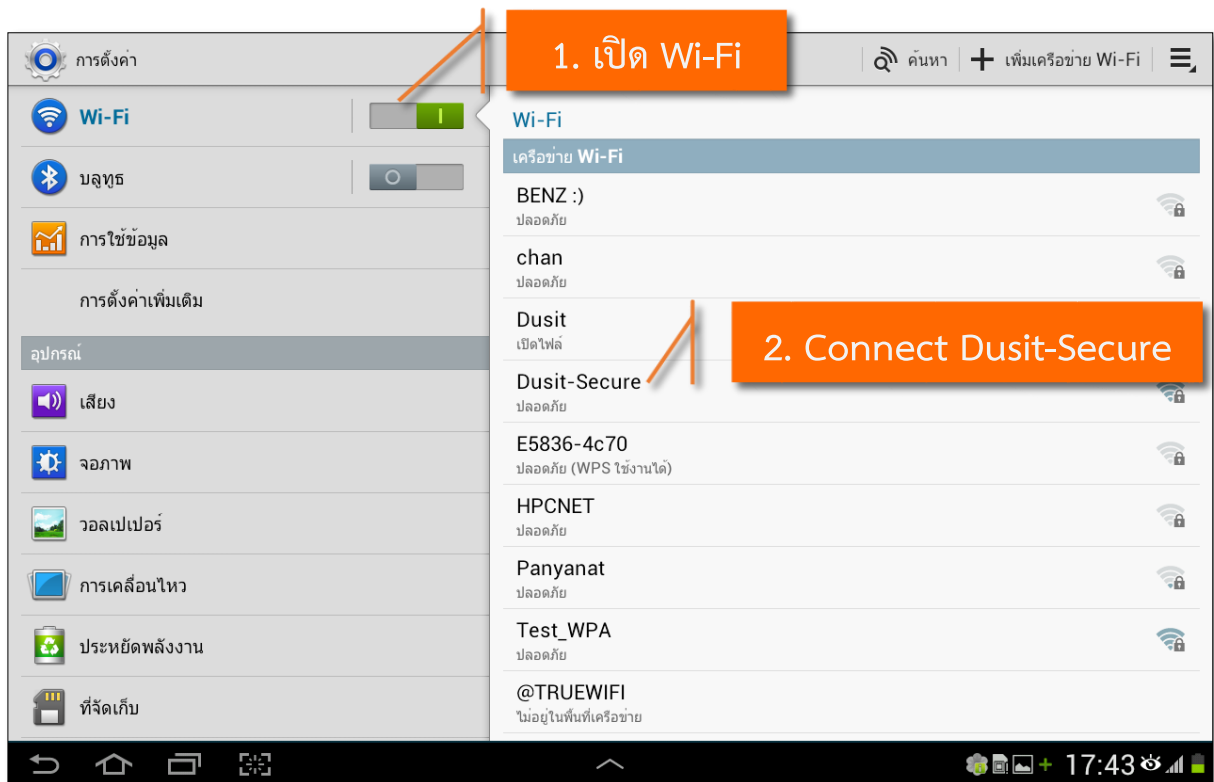 การตั้งค่า
1. เปิด Wi-Fi
ค้นหา
เพิ่มเครือข่าย Wi-Fi
Wi-Fi
บลูทูธ
การใช้ข้อมูล
การตั้งค่าเพิ่มเติม
อุปกรณ์
เสียง
จอภาพ
วอลเปเปอร์
การเคลื่อนไหว
ประหยัดพลังงาน
ที่จัดเก็บ
Wi-Fi
เครือข่าย Wi-Fi
BENZ :)
ปลอดภัย
chan
ปลอดภัย
Dusit
เปิดไฟล์
2. Connect Dusit-Secure
Dusit-Secure
ปลอดภัย
E5836-4c70
ปลอดภัย (WPS ใช้งานได้)
HPCNET
ปลอดภัย
Panyanat
ปลอดภัย
Test_WPA
ปลอดภัย
@TRUEWIFI
ไม่อยู่ในพื้นที่เครือข่าย
17:43